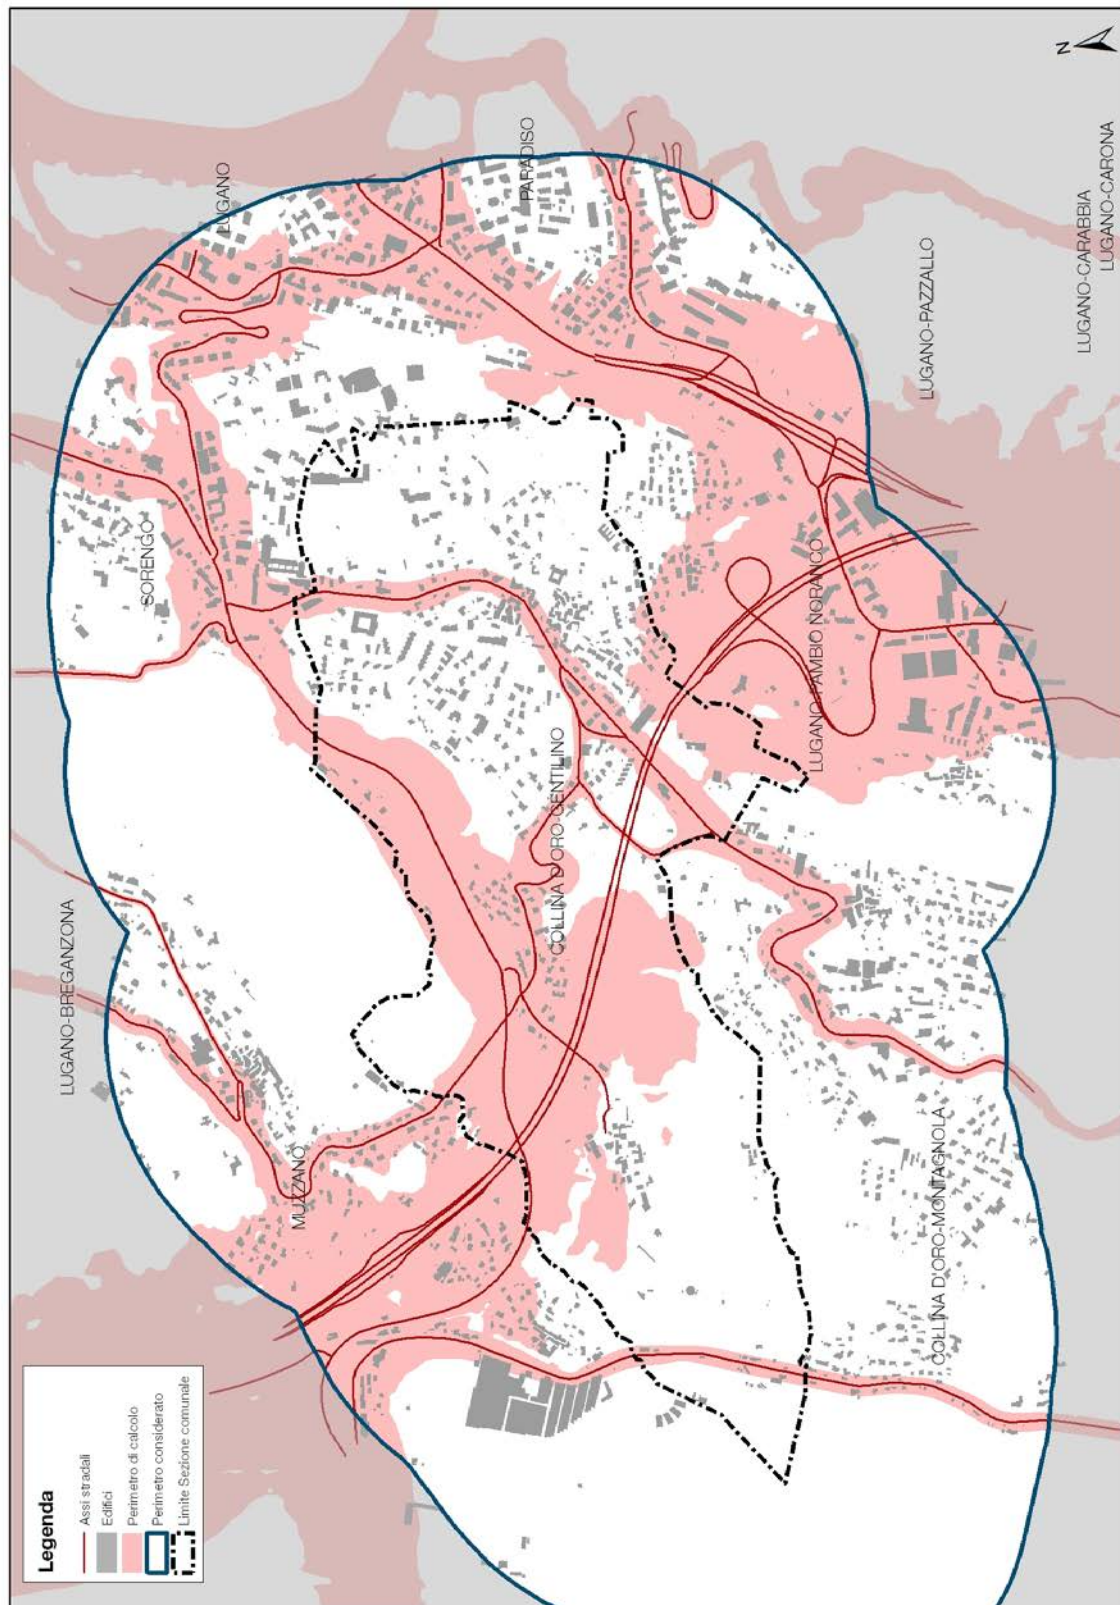 N
LUGANO
PARADISO
LUGANO-PAZZALLO
LUGANO-CARABBIA
LUGANO-CARONA
SORENGO
LUGANO-PAMBIO NORANCO
COLLINA D'ORO-GENTILINO
LUGANO-BREGANZONA
MUZZANO
COLLINA D'ORO-MONTAGNOLA
Legenda
Assi stradali
Edifici
Perimetro di calcolo
Perimetro considerato
Limite Sezione comunale